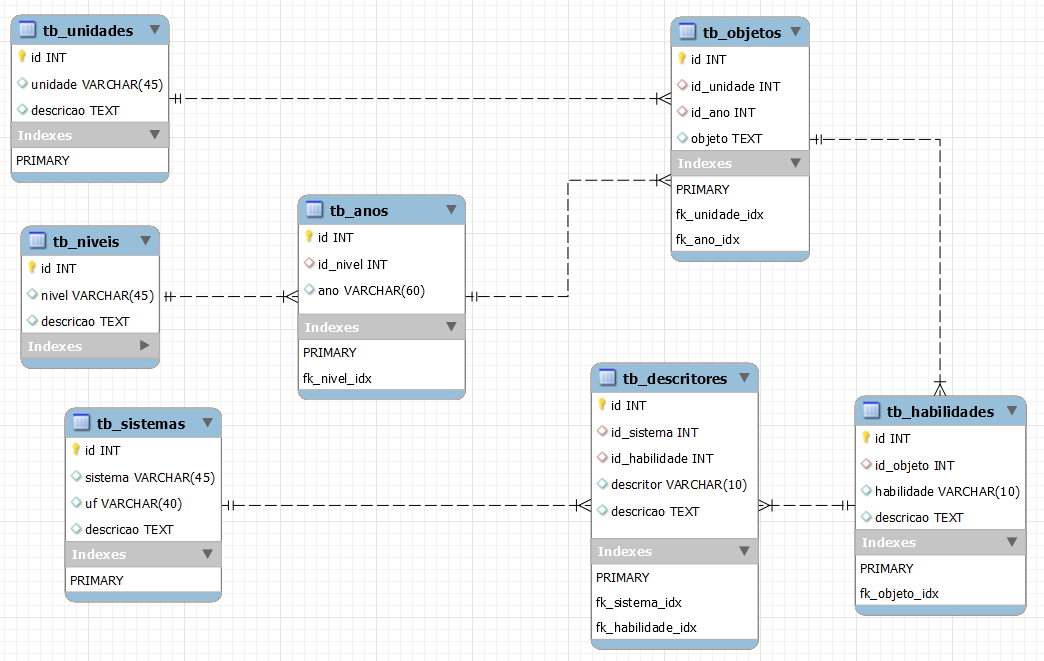 tb_unidades
id INT
unidade VARCHAR(45)
descricao TEXT
Indexes
PRIMARY
tb_objetos
id INT
id_unidade INT
id_ano INT
objeto TEXT
Indexes
PRIMARY
fk_unidade_idx
fk_ano_idx
tb_anos
id INT
id_nivel INT
ano VARCHAR(60)
Indexes
PRIMARY
fk_nivel_idx
tb_niveis
id INT
nivel VARCHAR(45)
descricao TEXT
Indexes
tb_descritores
id INT
id_sistema INT
id_habilidade INT
descritor VARCHAR(10)
descricao TEXT
Indexes
PRIMARY
fk_sistema_idx
fk_habilidade_idx
tb_habilidades
id INT
id_objeto INT
habilidade VARCHAR(10)
descricao TEXT
Indexes
PRIMARY
fk_objeto_idx
tb_sistemas
id INT
sistema VARCHAR(45)
uf VARCHAR(40)
descricao TEXT
Indexes
PRIMARY